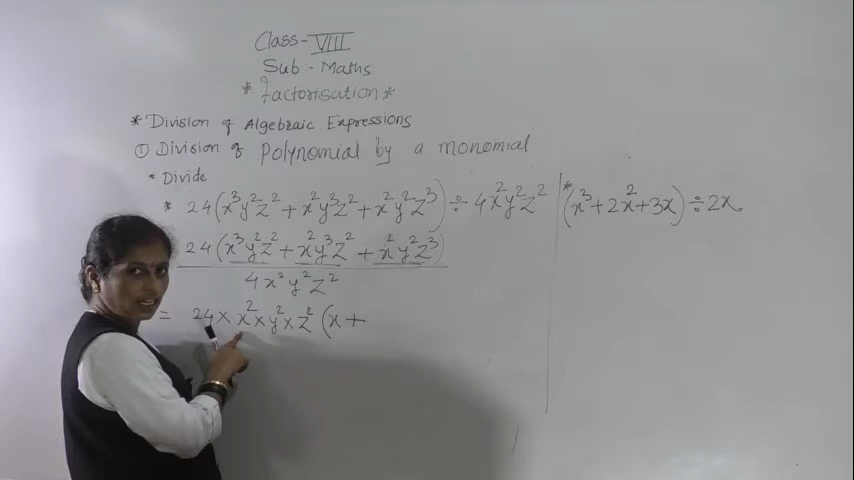 Class-VIII
Sub - Maths
* Factorisation *
* Division of Algebraic Expressions
① Division of Polynomial by a monomial
* Divide
* 24(x³y²z² + x²y³z² + x²y²z³) ÷ 4x²y²z²
24(x³y²z² + x²y³z² + x²y²z³)
4x²y²z²
= 24 × x² × y² × z² (x +
* (x³+2x²+3x) ÷ 2x